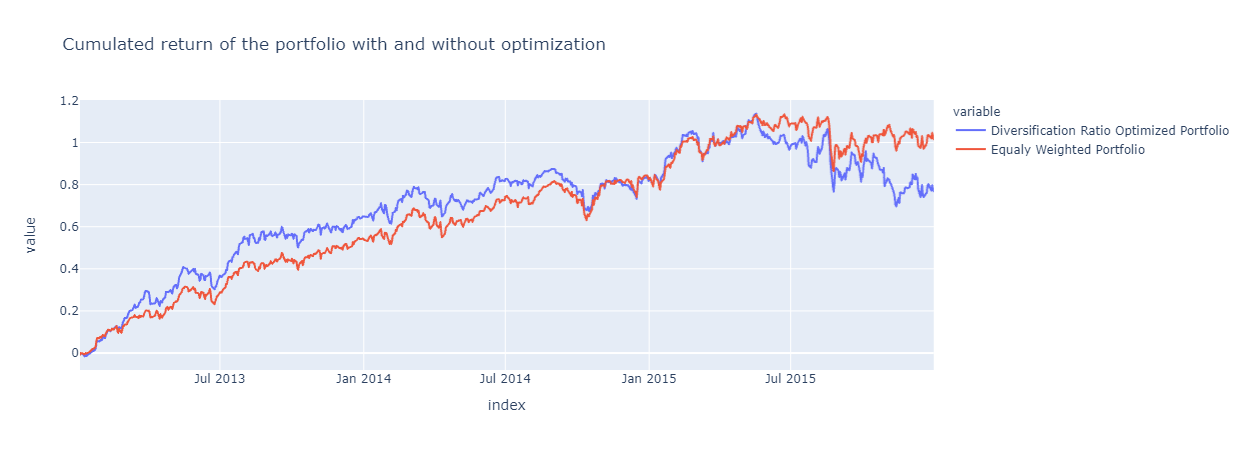 Cumulated return of the portfolio with and without optimization
variable
Diversification Ratio Optimized Portfolio
Equaly Weighted Portfolio
value
1.2
1
0.8
0.6
0.4
0.2
0
Jul 2013
Jan 2014
Jul 2014
Jan 2015
Jul 2015
index